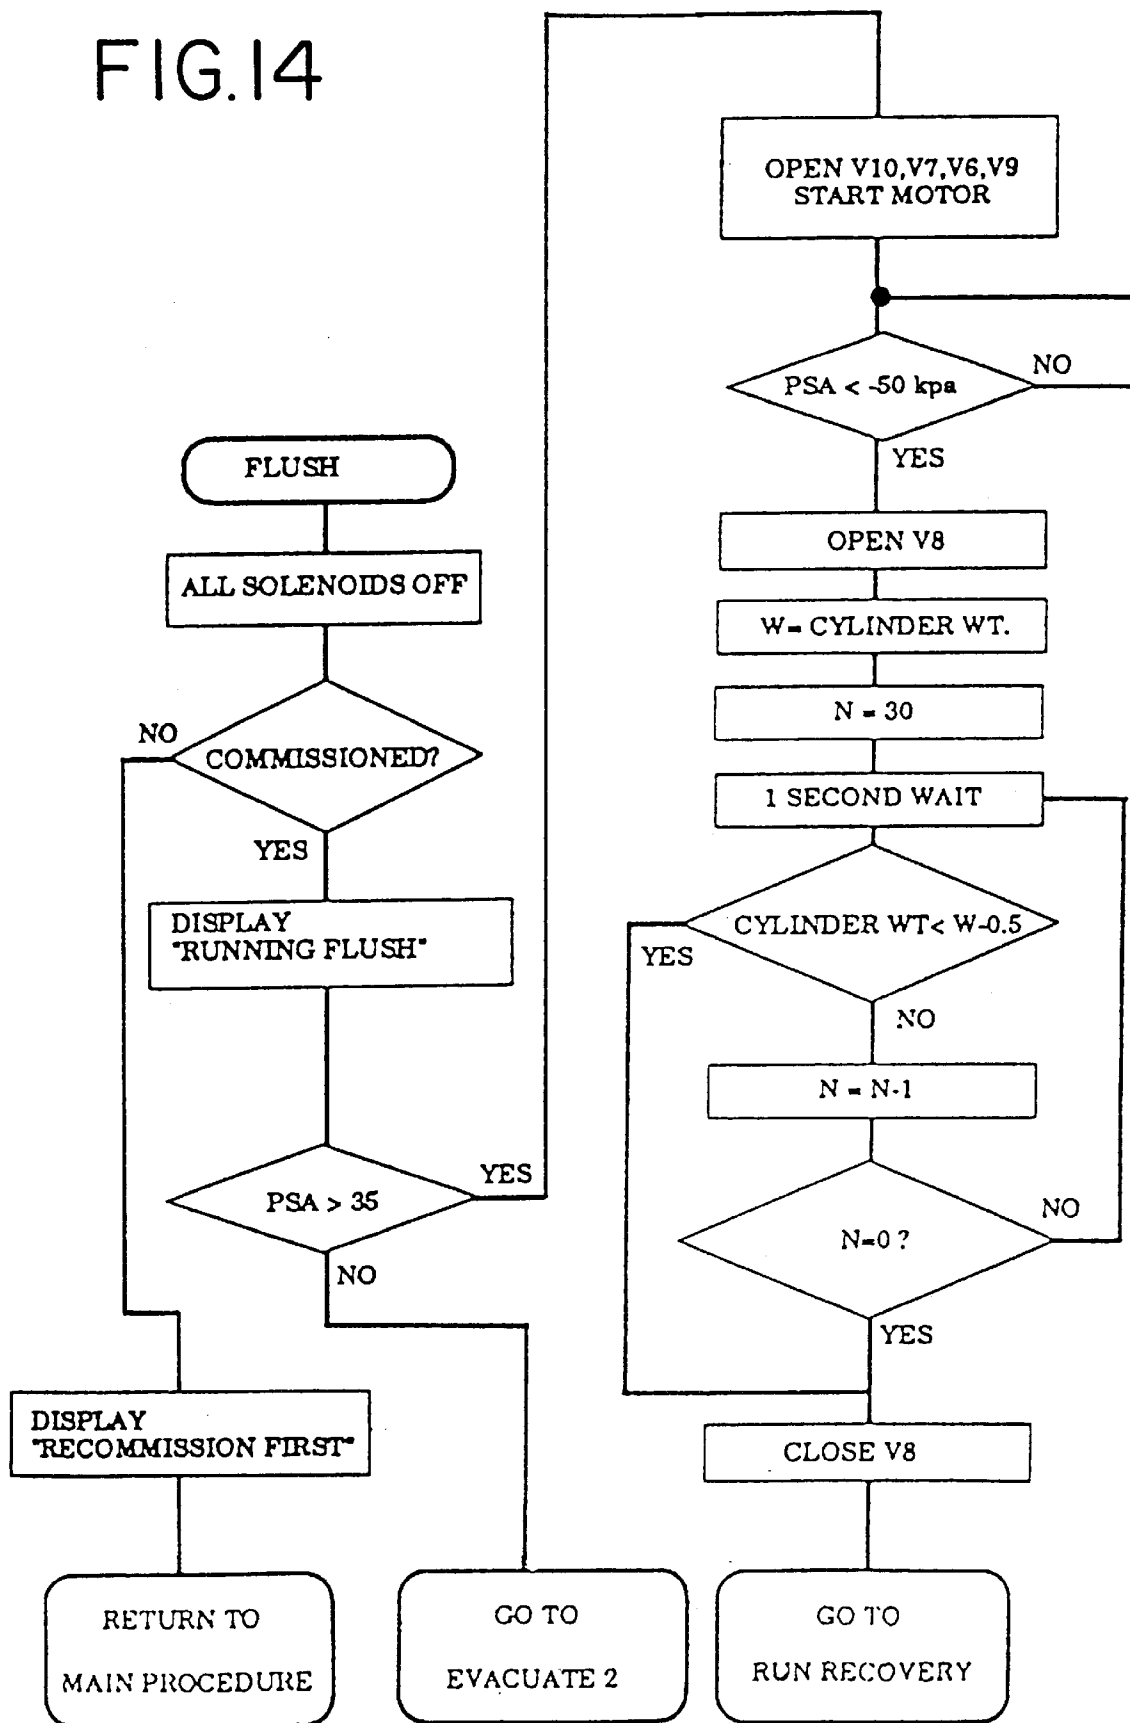 FIG.14
FLUSH
ALL SOLENOIDS OFF
COMMISSIONED?
NO
YES
DISPLAY
"RUNNING FLUSH"
PSA > 35
YES
NO
DISPLAY
"RECOMMISSION FIRST"
RETURN TO
MAIN PROCEDURE
GO TO
EVACUATE 2
OPEN V10,V7,V6,V9
START MOTOR
PSA < -50 kpa
NO
YES
OPEN V8
W= CYLINDER WT.
N = 30
1 SECOND WAIT
CYLINDER WT< W-0.5
YES
NO
N = N-1
N=0 ?
NO
YES
CLOSE V8
GO TO
RUN RECOVERY